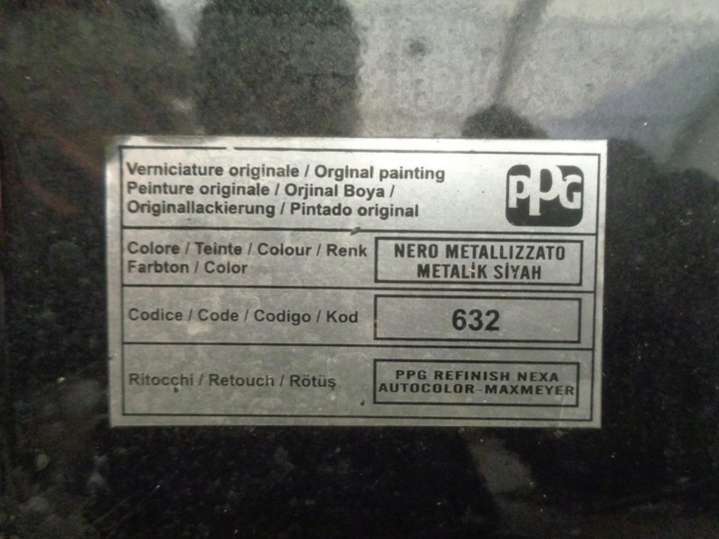 Verniciature originale / Orginal painting
Peinture originale / Orjinal Boya /
Originallackierung / Pintado original
PPG
Colore / Teinte / Colour / Renk
Farbton / Color
NERO METALLIZZATO
METALİK SİYAH
Codice / Code / Codigo / Kod
632
Ritocchi / Retouch / Rötüş
PPG REFINISH NEXA
AUTOCOLOR-MAXMEYER